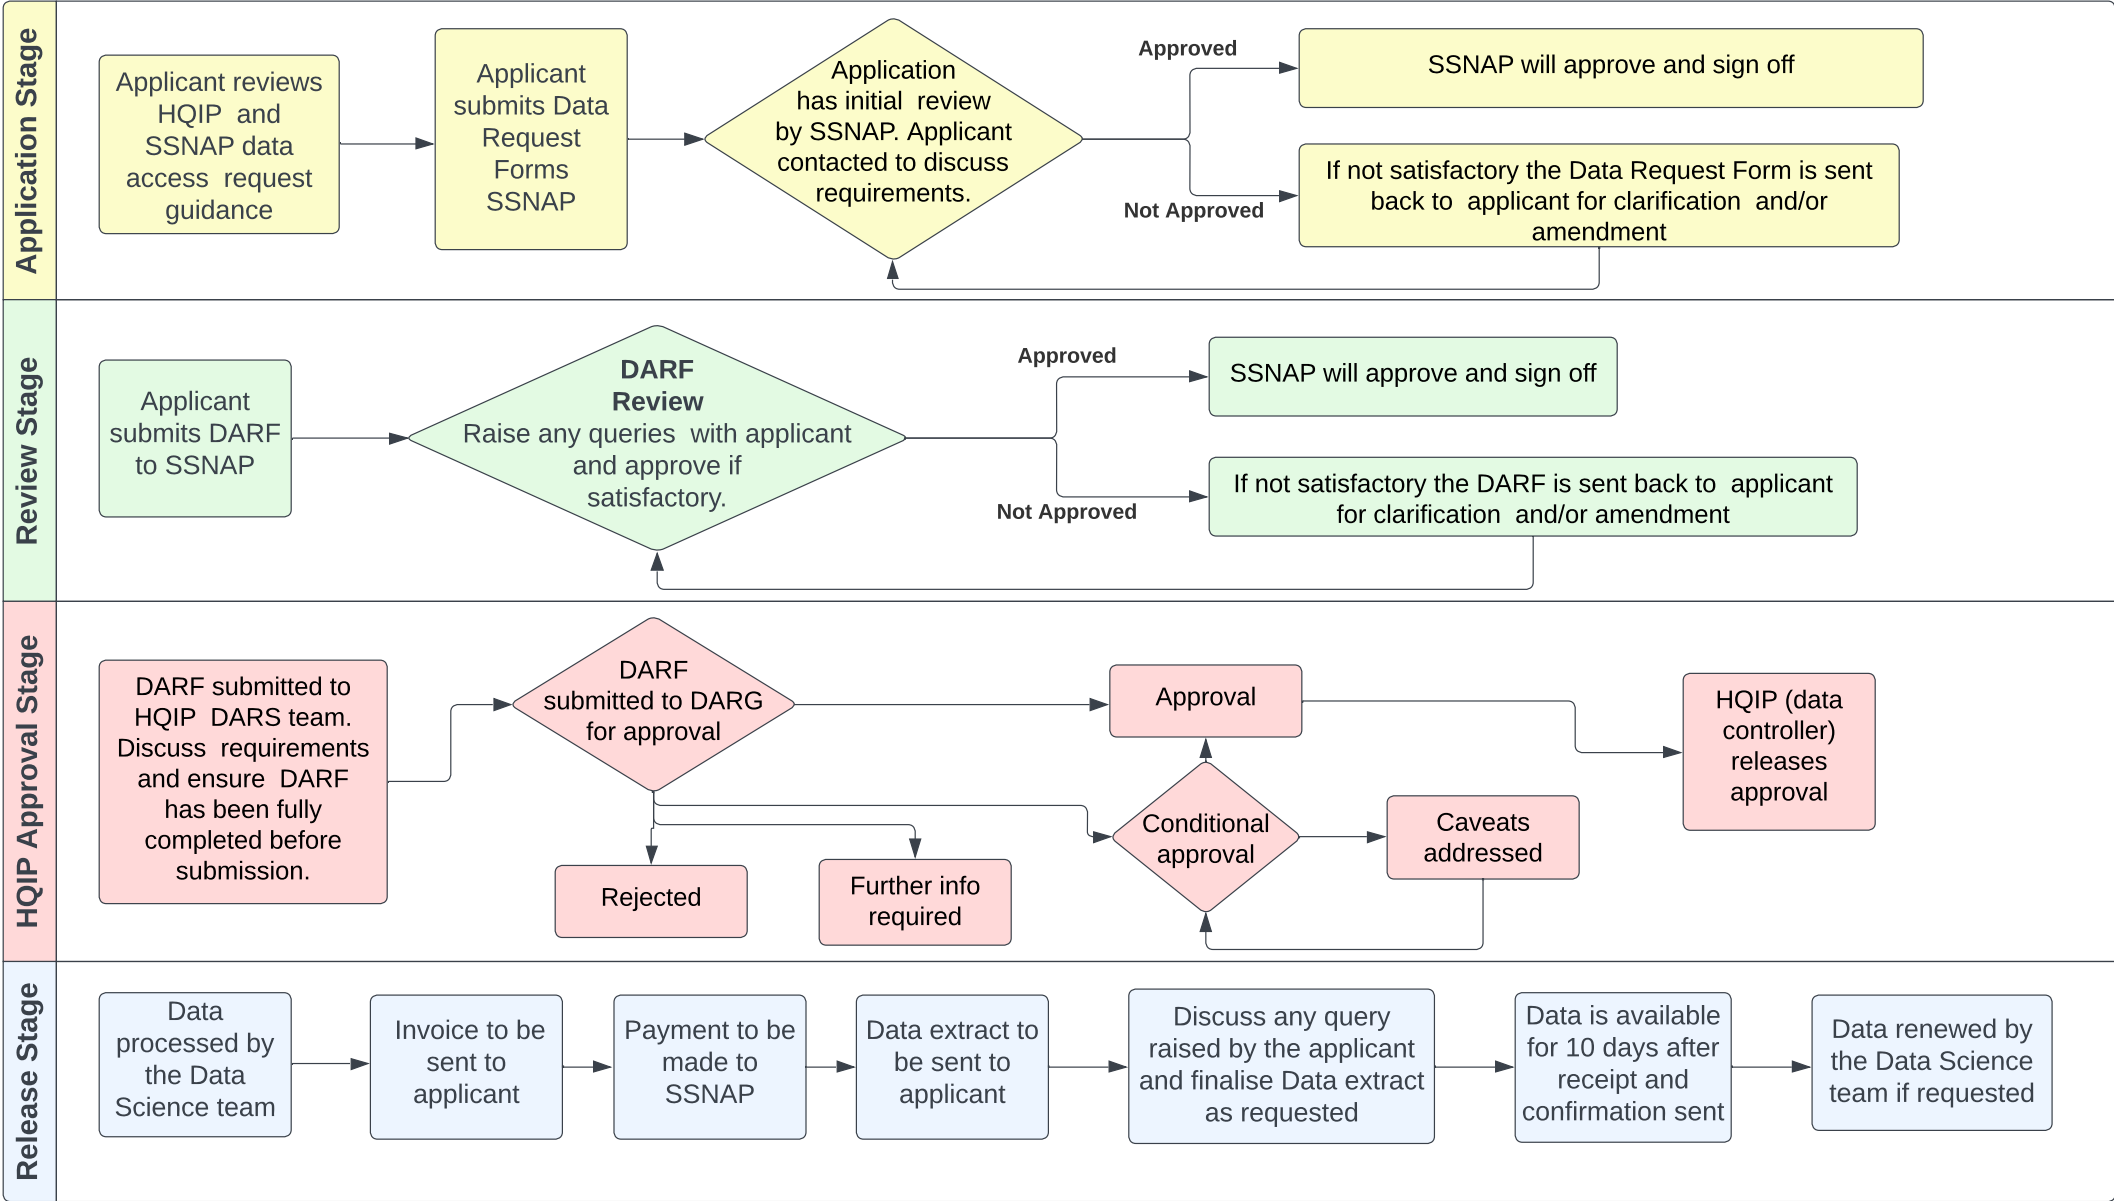 Application Stage
Applicant reviews
HQIP and
SSNAP data
access request
guidance
Applicant
submits Data
Request
Forms
SSNAP
Application
has initial review
by SSNAP. Applicant
contacted to discuss
requirements.
Approved
SSNAP will approve and sign off
Not Approved
If not satisfactory the Data Request Form is sent
back to applicant for clarification and/or
amendment
Review Stage
Applicant
submits DARF
to SSNAP
DARF
Review
Raise any queries with applicant
and approve if
satisfactory.
Approved
SSNAP will approve and sign off
Not Approved
If not satisfactory the DARF is sent back to applicant
for clarification and/or amendment
HQIP Approval Stage
DARF submitted to
HQIP DARS team.
Discuss requirements
and ensure DARF
has been fully
completed before
submission.
DARF
submitted to DARG
for approval
Rejected
Further info
required
Approval
Conditional
approval
Caveats
addressed
HQIP (data
controller)
releases
approval
Release Stage
Data
processed by
the Data
Science team
Invoice to be
sent to
applicant
Payment to be
made to
SSNAP
Data extract to
be sent to
applicant
Discuss any query
raised by the applicant
and finalise Data extract
as requested
Data is available
for 10 days after
receipt and
confirmation sent
Data renewed by
the Data Science
team if requested